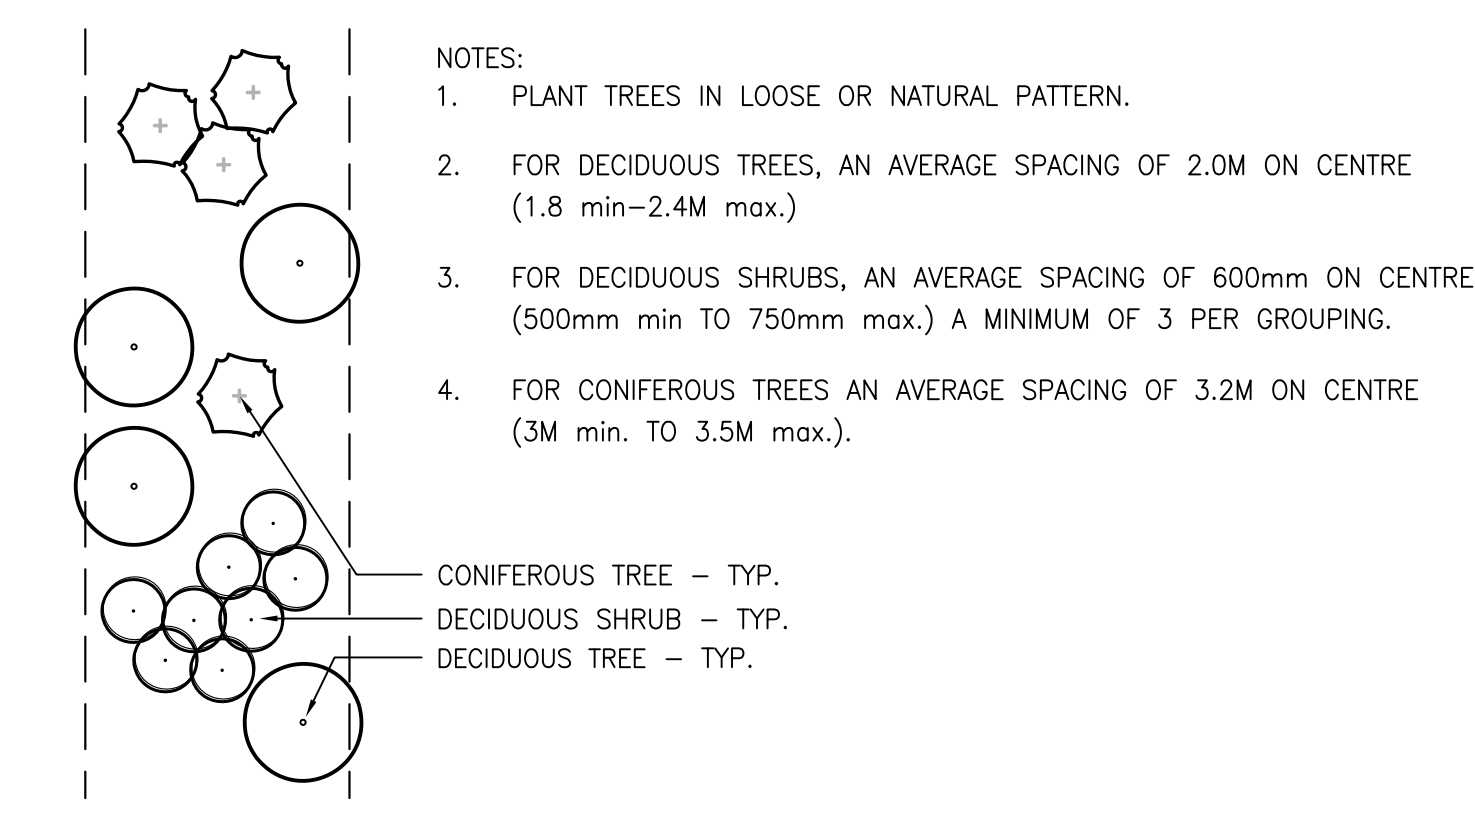 NOTES:
1. PLANT TREES IN LOOSE OR NATURAL PATTERN.
2. FOR DECIDUOUS TREES, AN AVERAGE SPACING OF 2.0M ON CENTRE
(1.8 min-2.4M max.)
3. FOR DECIDUOUS SHRUBS, AN AVERAGE SPACING OF 600mm ON CENTRE
(500mm min TO 750mm max.) A MINIMUM OF 3 PER GROUPING.
4. FOR CONIFEROUS TREES AN AVERAGE SPACING OF 3.2M ON CENTRE
(3M min. TO 3.5M max.).
CONIFEROUS TREE - TYP.
DECIDUOUS SHRUB - TYP.
DECIDUOUS TREE - TYP.